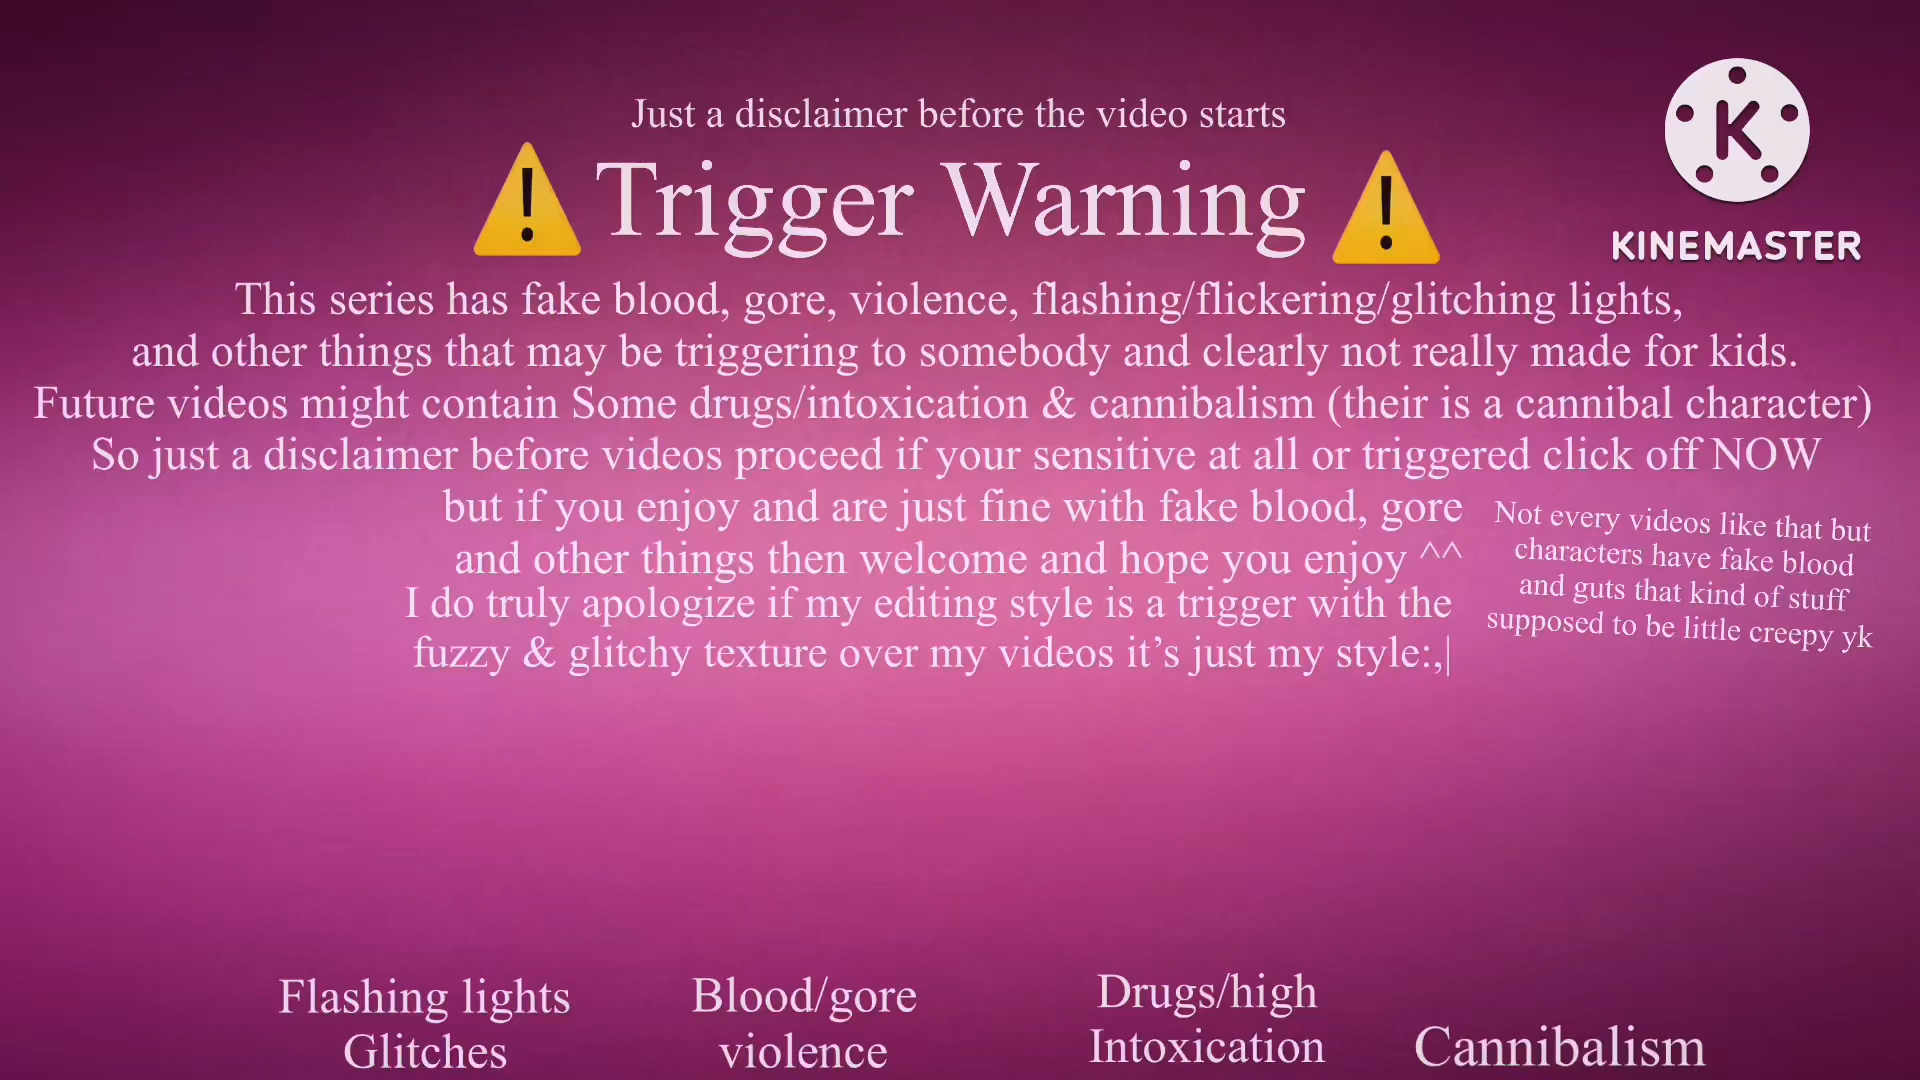 Just a disclaimer before the video starts
⚠️ Trigger Warning ⚠️
K
KINEMASTER
This series has fake blood, gore, violence, flashing/flickering/glitching lights,
and other things that may be triggering to somebody and clearly not really made for kids.
Future videos might contain Some drugs/intoxication & cannibalism (their is a cannibal character)
So just a disclaimer before videos proceed if your sensitive at all or triggered click off NOW
but if you enjoy and are just fine with fake blood, gore
and other things then welcome and hope you enjoy ^^
I do truly apologize if my editing style is a trigger with the
fuzzy & glitchy texture over my videos it’s just my style:,|
Not every videos like that but
characters have fake blood
and guts that kind of stuff
supposed to be little creepy yk
Flashing lights
Glitches
Blood/gore
violence
Drugs/high
Intoxication
Cannibalism